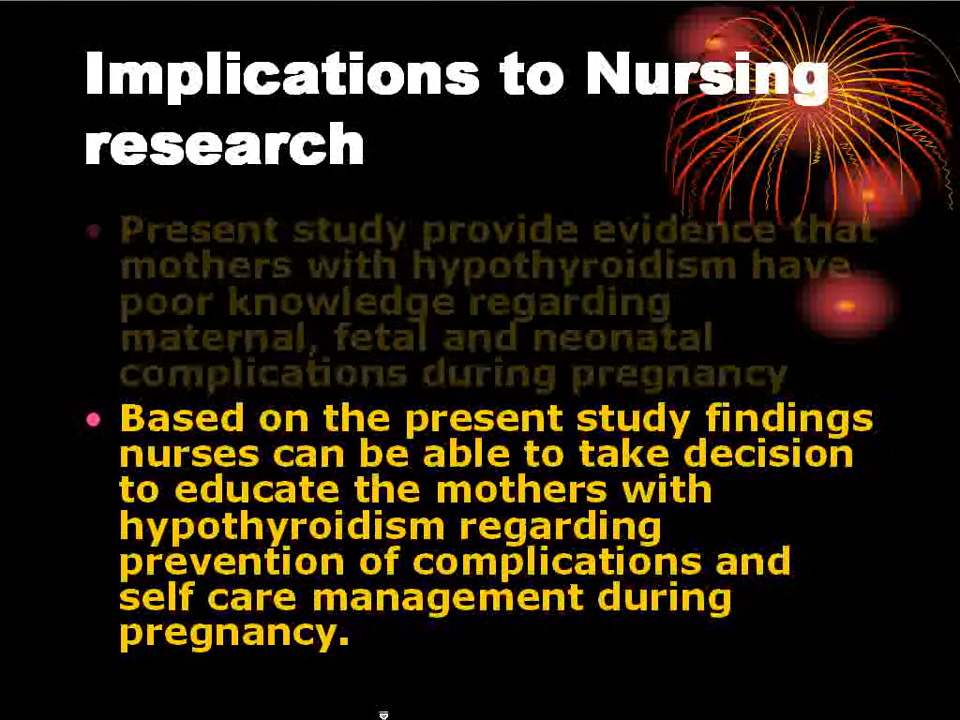 Implications to Nursing
research
• Present study provide evidence that
mothers with hypothyroidism have
poor knowledge regarding
maternal, fetal and neonatal
complications during pregnancy
• Based on the present study findings
nurses can be able to take decision
to educate the mothers with
hypothyroidism regarding
prevention of complications and
self care management during
pregnancy.